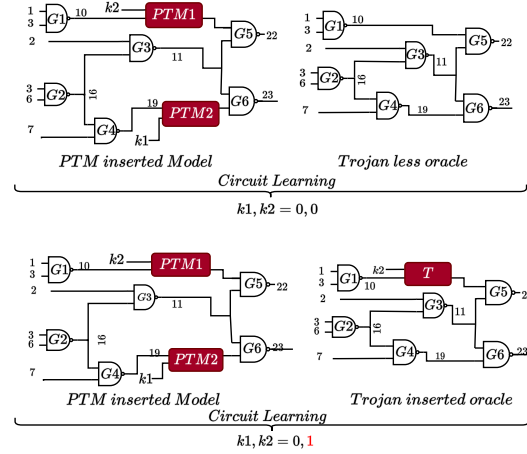 k2
PTM1
1
3
G1
10
G5
22
2
G3
11
3
6
G2
16
G6
23
19
PTM2
7
G4
k1
PTM inserted Model
1
3
G1
10
G5
22
2
G3
11
3
6
G2
16
G4
19
G6
23
7
Trojan less oracle
Circuit Learning
k1, k2 = 0, 0
k2
PTM1
1
3
G1
10
G5
22
2
G3
11
3
6
G2
16
G6
19
PTM2
7
G4
k1
PTM inserted Model
k2
T
1
3
G1
10
G5
2
2
G3
11
3
6
G2
16
G4
19
G6
23
7
Trojan inserted oracle
Circuit Learning
k1, k2 = 0, 1